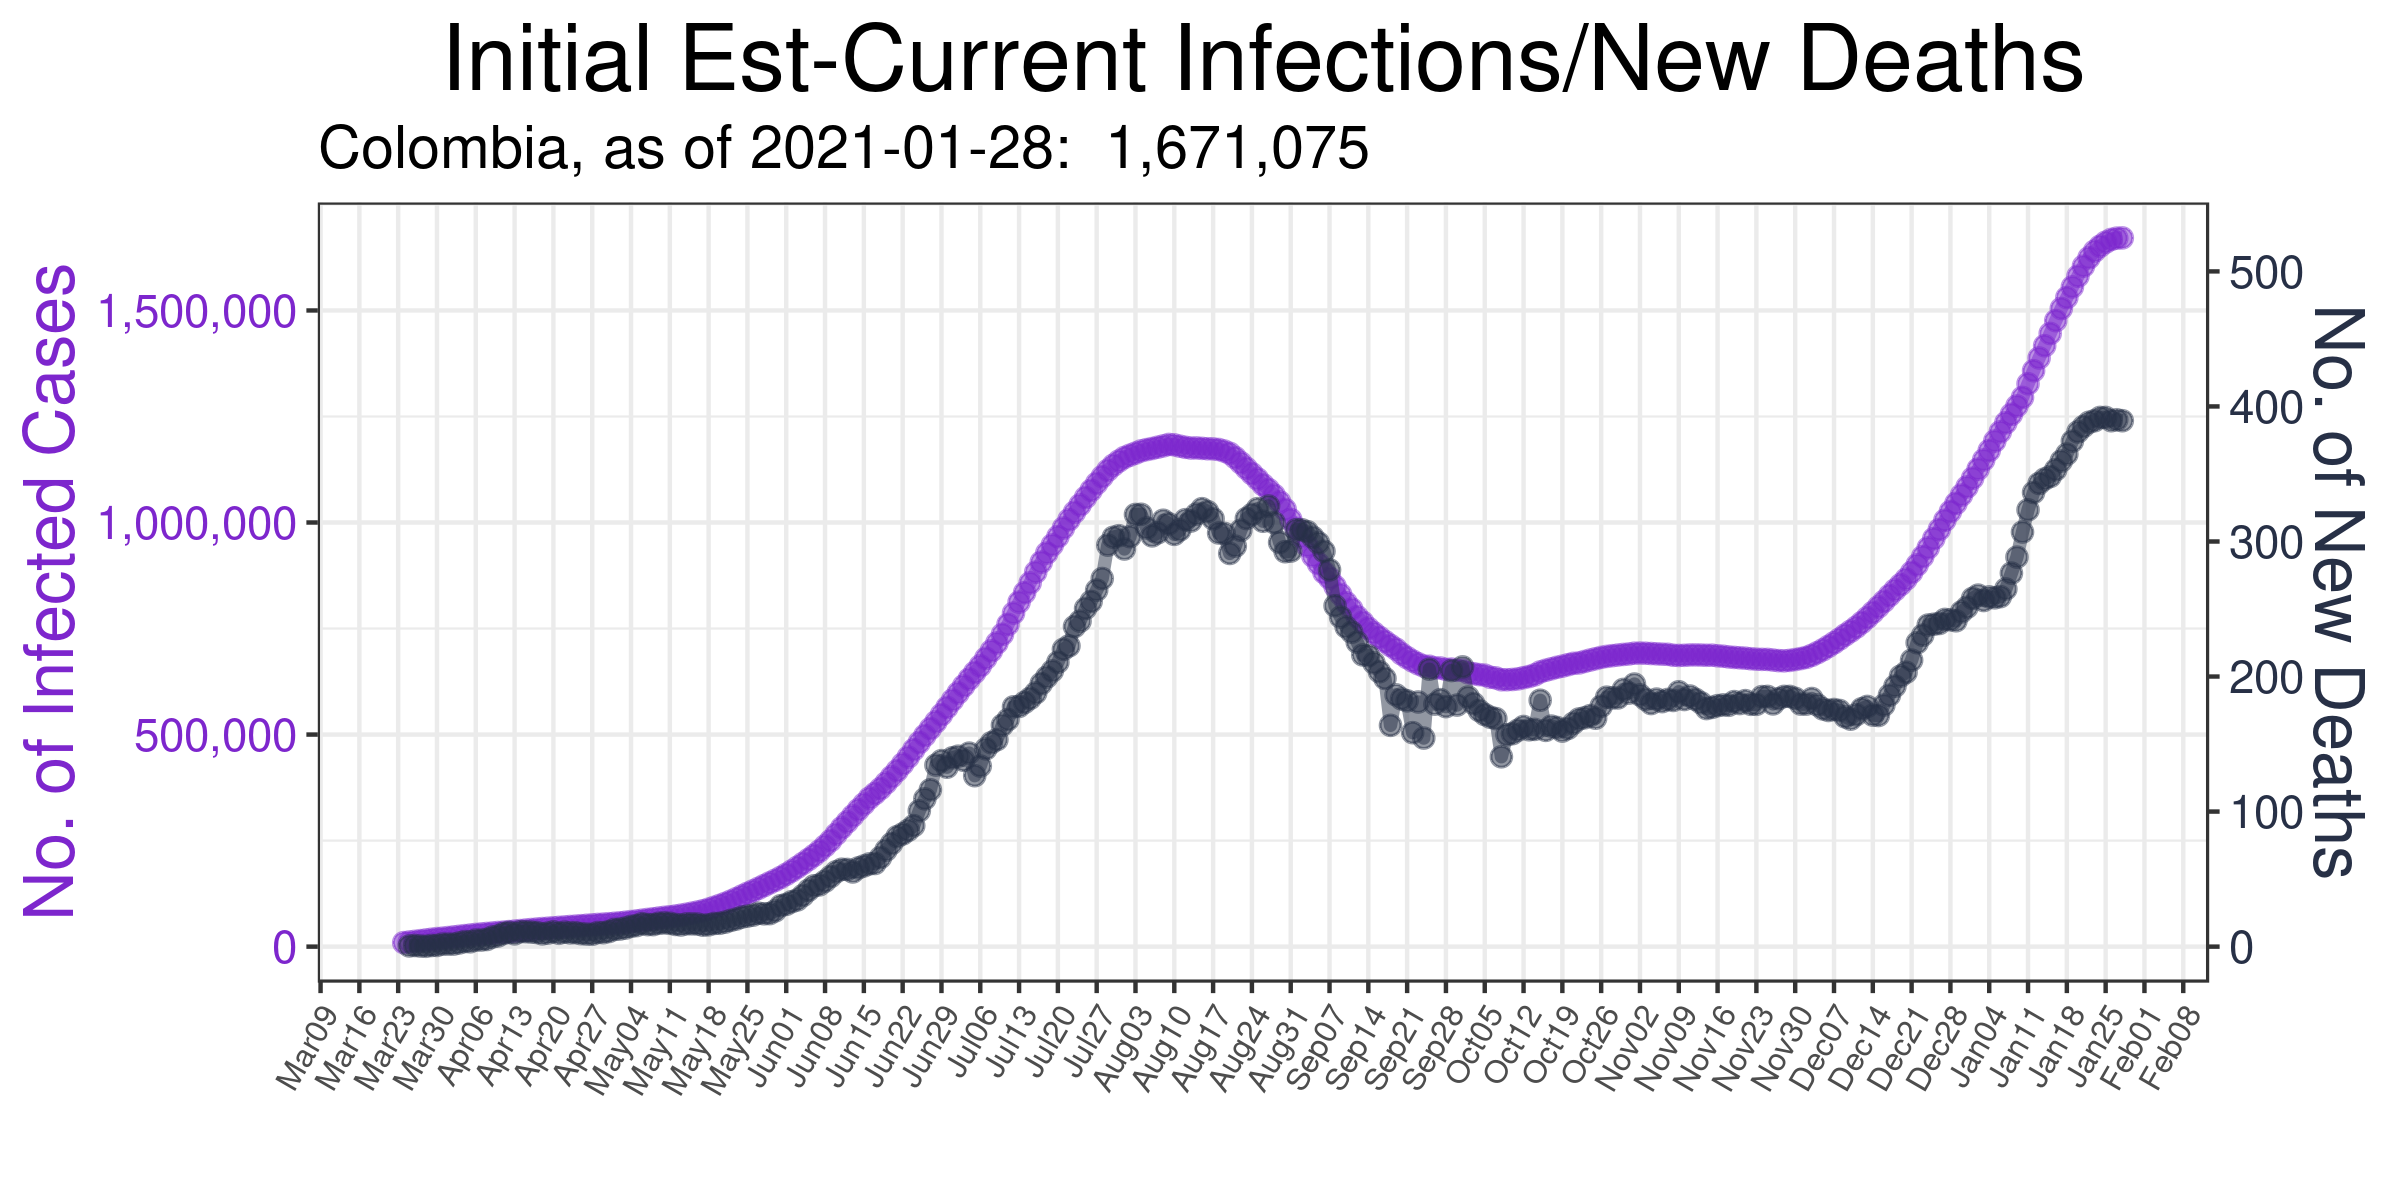 Initial Est-Current Infections/New Deaths
Colombia, as of 2021-01-28:  1,671,075
No. of Infected Cases
1,500,000
1,000,000
500,000
0
500
400
300
200
100
0
No. of New Deaths
Mar09
Mar16
Mar23
Mar30
Apr06
Apr13
Apr20
Apr27
May04
May11
May18
May25
Jun01
Jun08
Jun15
Jun22
Jun29
Jul06
Jul13
Jul20
Jul27
Aug03
Aug10
Aug17
Aug24
Aug31
Sep07
Sep14
Sep21
Sep28
Oct05
Oct12
Oct19
Oct26
Nov02
Nov09
Nov16
Nov23
Nov30
Dec07
Dec14
Dec21
Dec28
Jan04
Jan11
Jan18
Jan25
Feb01
Feb08